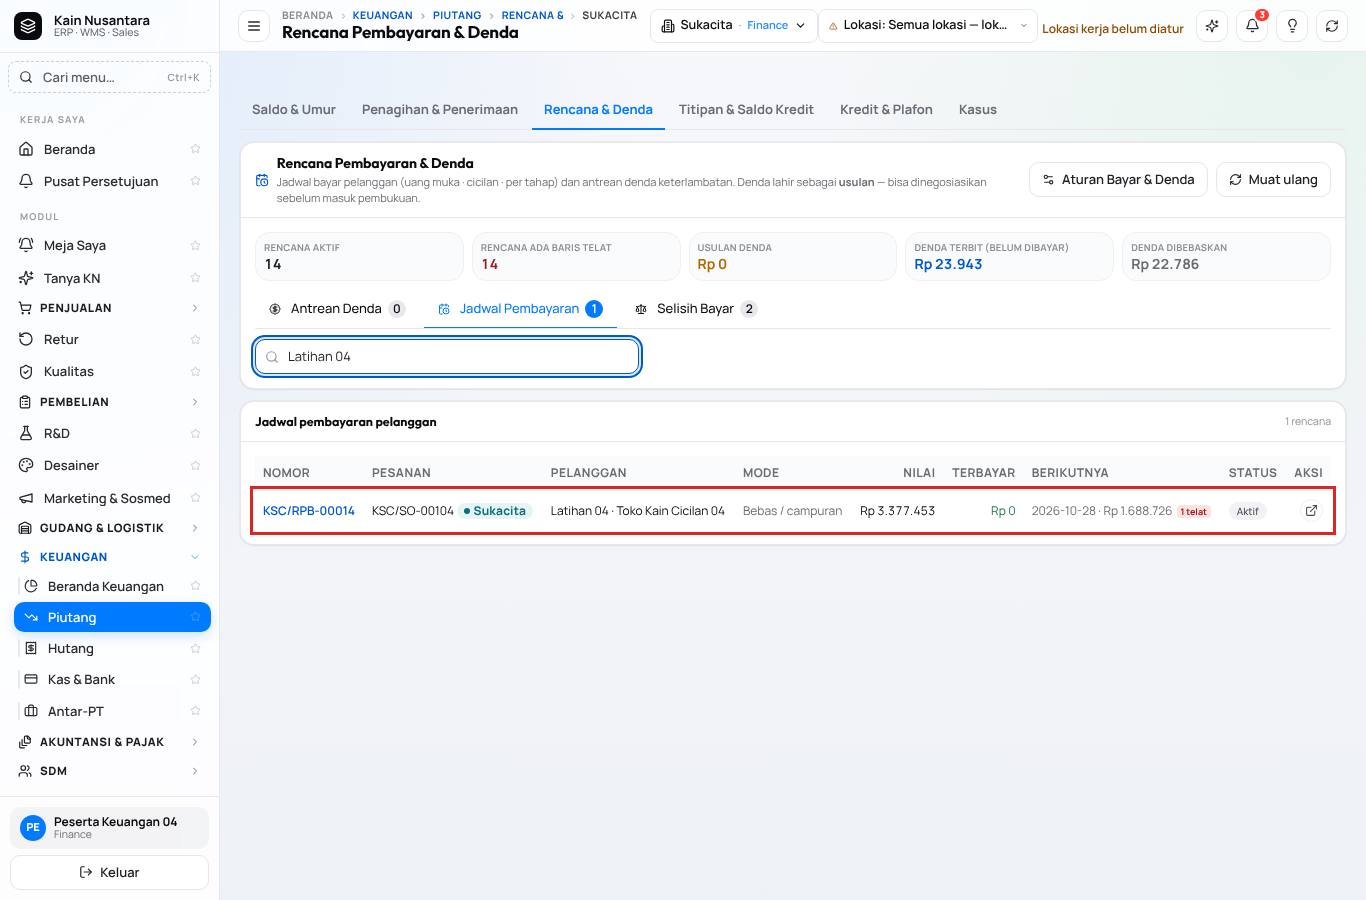 Kain Nusantara
ERP · WMS · Sales
Cari menu...
Ctrl+K
KERJA SAYA
Beranda
Pusat Persetujuan
MODUL
Meja Saya
Tanya KN
PENJUALAN
Retur
Kualitas
PEMBELIAN
R&D
Desainer
Marketing & Sosmed
GUDANG & LOGISTIK
KEUANGAN
Beranda Keuangan
Piutang
Hutang
Kas & Bank
Antar-PT
AKUNTANSI & PAJAK
SDM
PE
Peserta Keuangan 04
Finance
Keluar
BERANDA › KEUANGAN › PIUTANG › RENCANA & › SUKACITA
Rencana Pembayaran & Denda
Sukacita · Finance
Lokasi: Semua lokasi — lok...
Lokasi kerja belum diatur
3
Saldo & Umur
Penagihan & Penerimaan
Rencana & Denda
Titipan & Saldo Kredit
Kredit & Plafon
Kasus
Rencana Pembayaran & Denda
Jadwal bayar pelanggan (uang muka · cicilan · per tahap) dan antrean denda keterlambatan. Denda lahir sebagai usulan — bisa dinegosiasikan
sebelum masuk pembukuan.
Aturan Bayar & Denda
Muat ulang
RENCANA AKTIF
14
RENCANA ADA BARIS TELAT
14
USULAN DENDA
Rp 0
DENDA TERBIT (BELUM DIBAYAR)
Rp 23.943
DENDA DIBEBASKAN
Rp 22.786
Antrean Denda 0
Jadwal Pembayaran 1
Selisih Bayar 2
Latihan 04
Jadwal pembayaran pelanggan
1 rencana
NOMOR PESANAN PELANGGAN MODE NILAI TERBAYAR BERIKUTNYA STATUS AKSI
KSC/RPB-00014 KSC/SO-00104 Sukacita Latihan 04 · Toko Kain Cicilan 04 Bebas / campuran Rp 3.377.453 Rp 0 2026-10-28 · Rp 1.688.726 1 telat Aktif